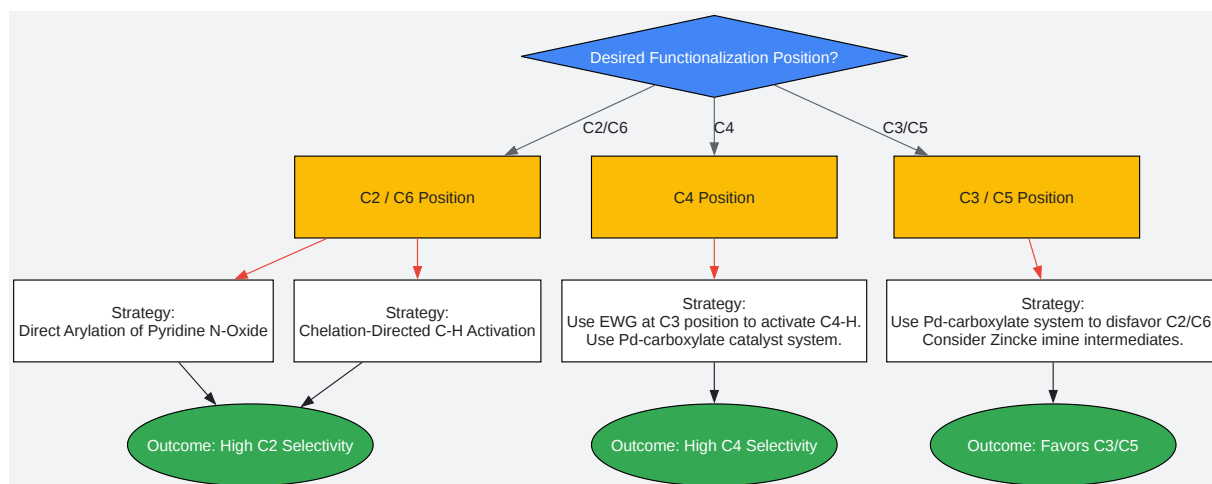 Desired Functionalization Position?
C2/C6
C4
C3/C5
C2 / C6 Position
C4 Position
C3 / C5 Position
Strategy:
Direct Arylation of Pyridine N-Oxide
Strategy:
Chelation-Directed C-H Activation
Strategy:
Use EWG at C3 position to activate C4-H.
Use Pd-carboxylate catalyst system.
Strategy:
Use Pd-carboxylate system to disfavor C2/C6.
Consider Zincke imine intermediates.
Outcome: High C2 Selectivity
Outcome: High C4 Selectivity
Outcome: Favors C3/C5